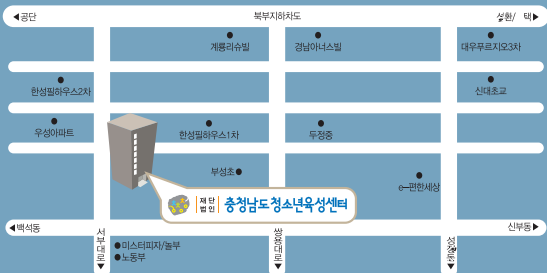 ◀공단
북부지하차도
성환/ 택▶
계룡리슈빌
경남아너스빌
대우푸르지오3차
한성필하우스2차
신대초교
우성아파트
한성필하우스1차
두정중
부성초
e-편한세상
재단
법인
충청남도청소년육성센터
◀백석동
신부동▶
서부대로▼
쌍용대로▼
성정동▼
미스터피자/놀부
노동부